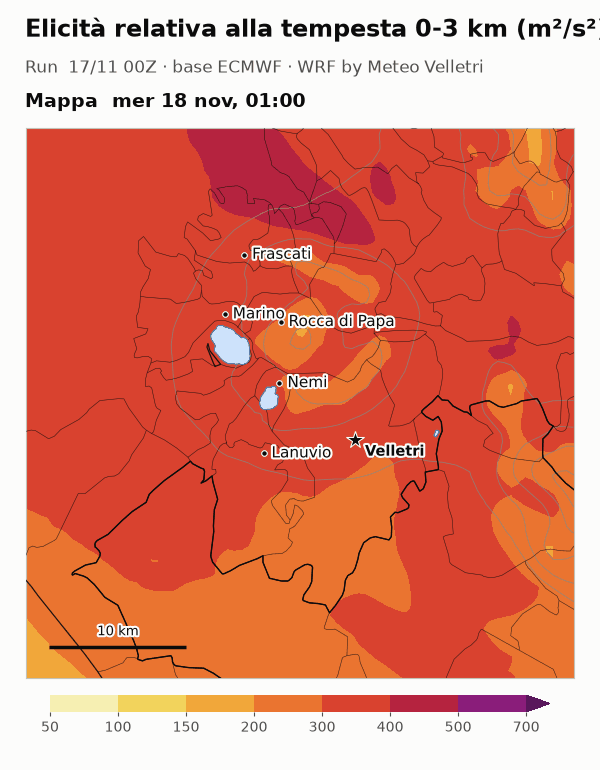 Elicità relativa alla tempesta 0-3 km (m²/s²)
Run  17/11 00Z · base ECMWF · WRF by Meteo Velletri
Mappa  mer 18 nov, 01:00
Frascati
Marino
Rocca di Papa
Nemi
Velletri
Lanuvio
10 km
50 100 150 200 300 400 500 700